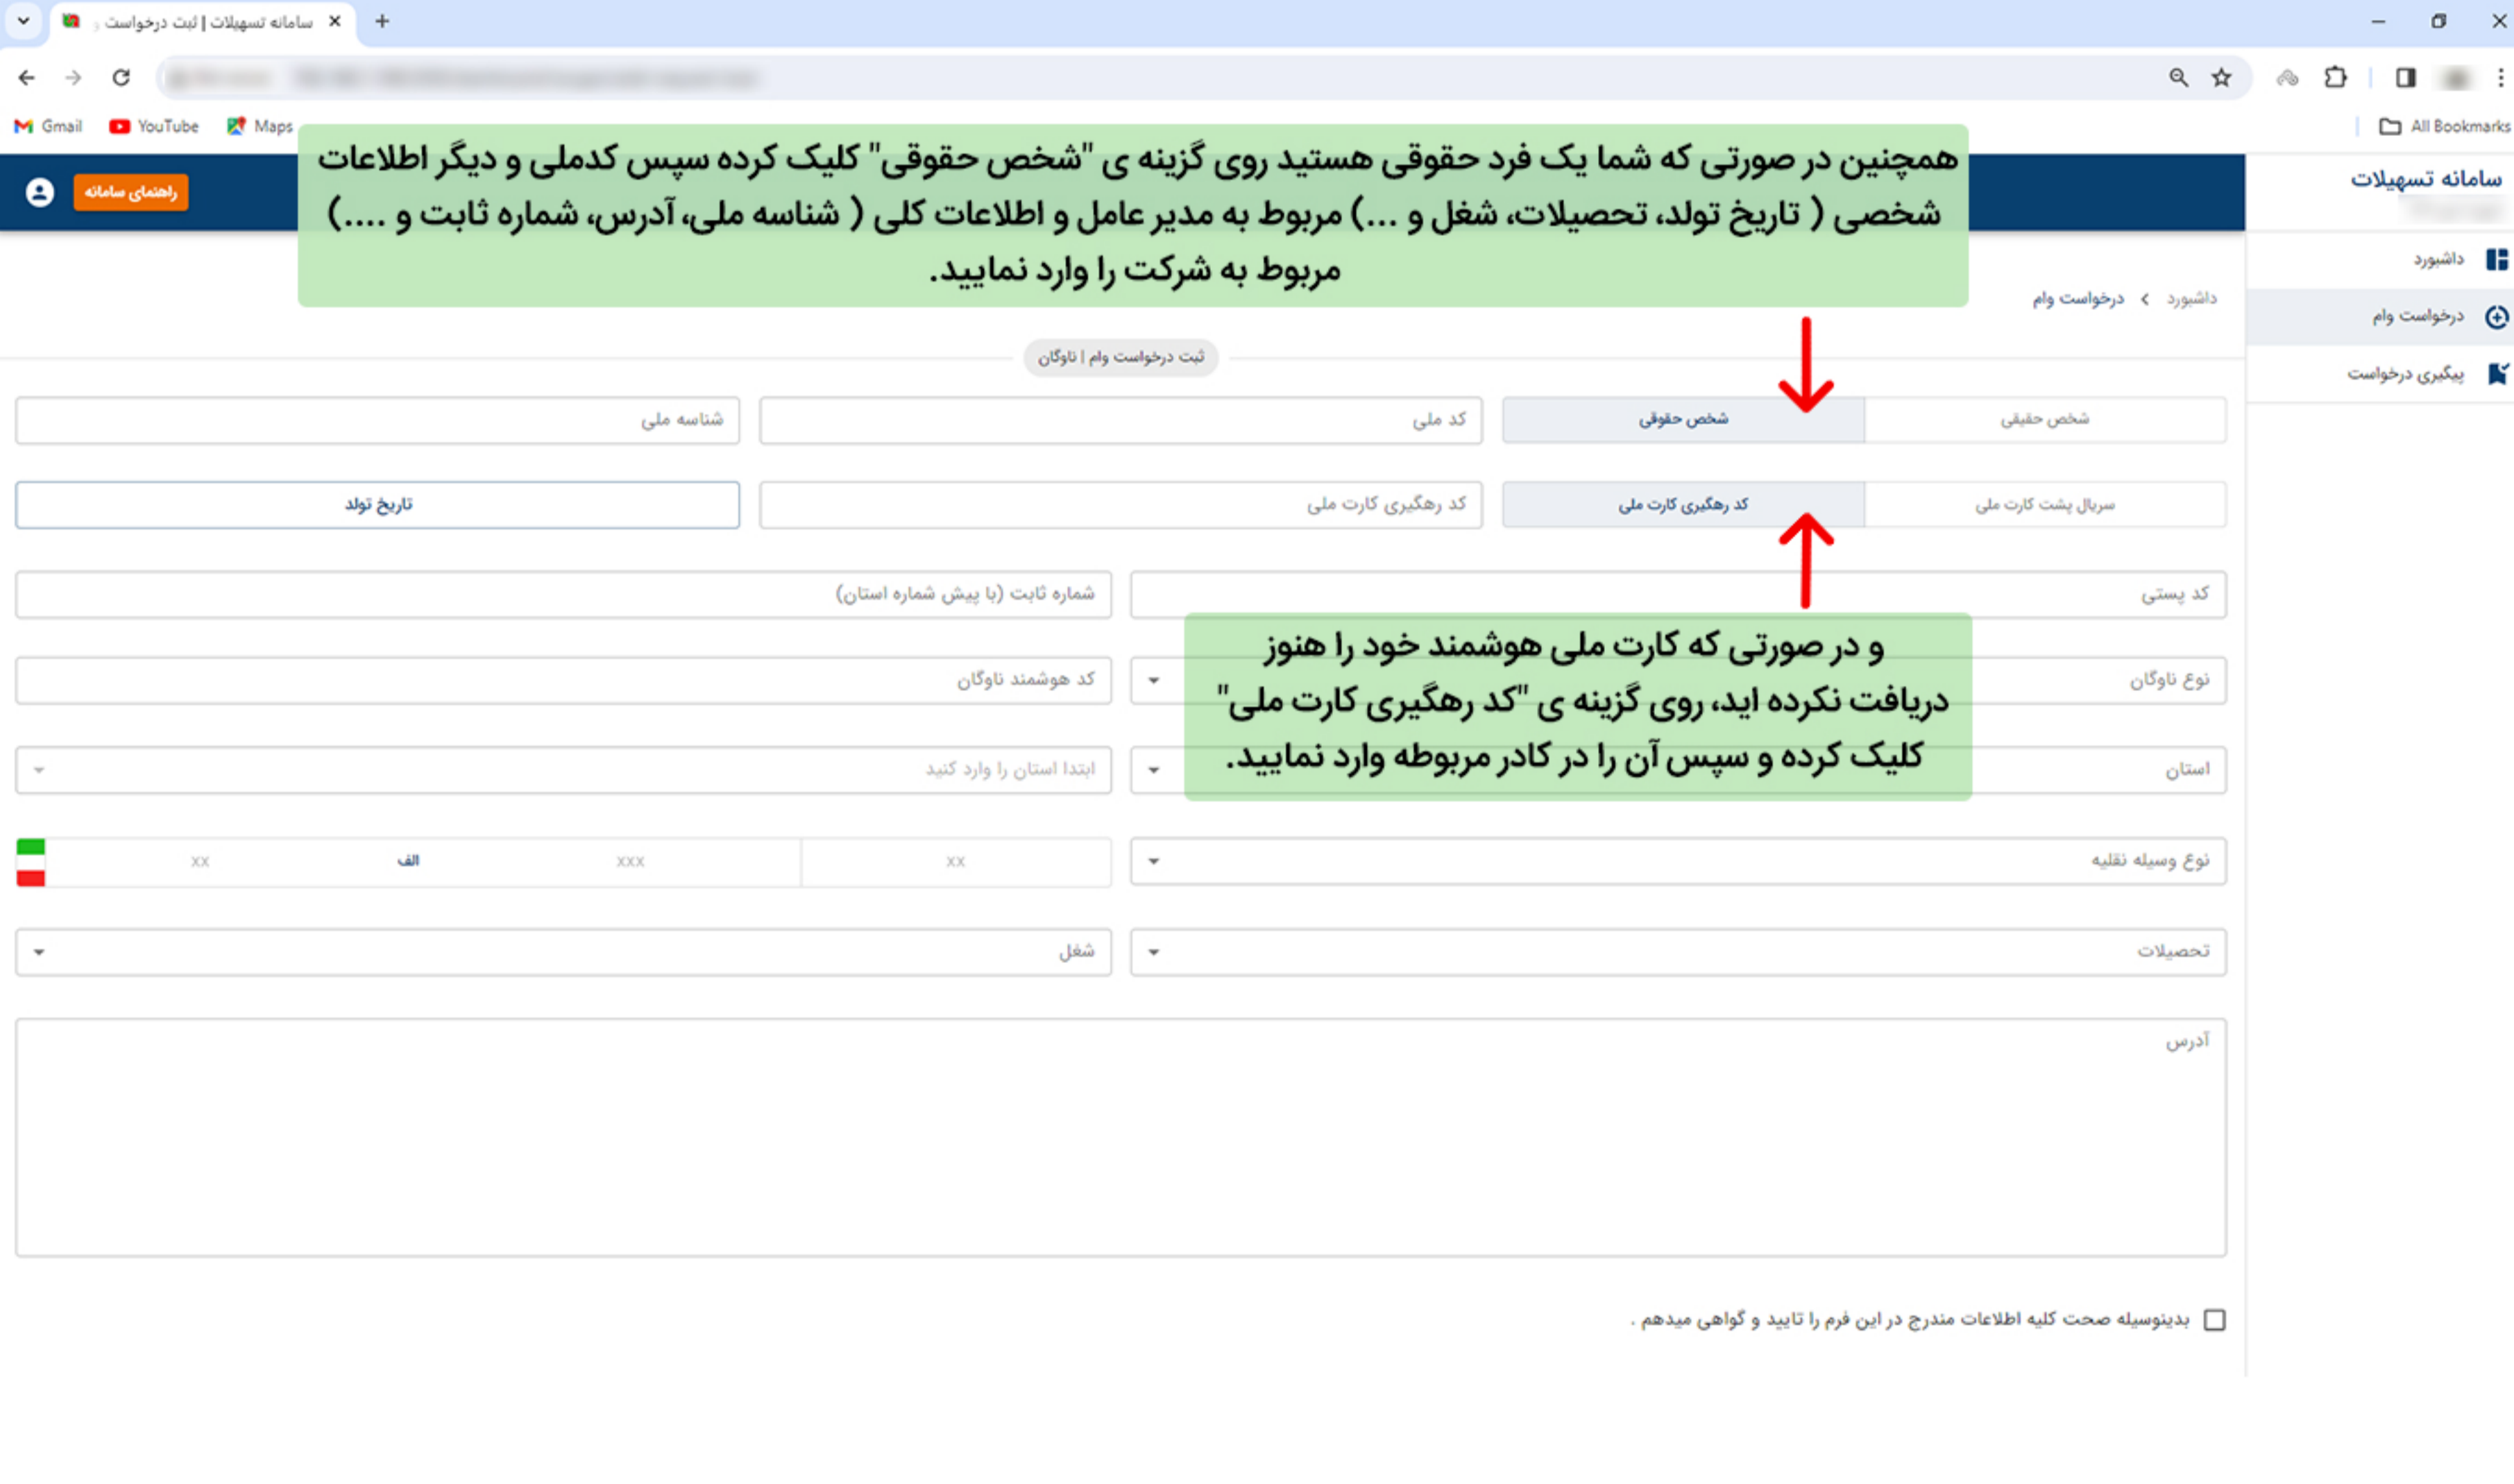 سامانه تسهیلات | ثبت درخواست و
Gmail
YouTube
Maps
All Bookmarks
همچنین در صورتی که شما یک فرد حقوقی هستید روی گزینه ی "شخص حقوقی" کلیک کرده سپس کدملی و دیگر اطلاعات
شخصی ( تاریخ تولد، تحصیلات، شغل و ...) مربوط به مدیر عامل و اطلاعات کلی ( شناسه ملی، آدرس، شماره ثابت و ....)
مربوط به شرکت را وارد نمایید.
سامانه تسهیلات
راهنمای سامانه
داشبورد
درخواست وام
پیگیری درخواست
داشبورد > درخواست وام
ثبت درخواست وام | ناوگان
شخص حقیقی
شخص حقوقی
کد ملی
شناسه ملی
سریال پشت کارت ملی
کد رهگیری کارت ملی
کد رهگیری کارت ملی
تاریخ تولد
کد پستی
شماره ثابت (با پیش شماره استان)
و در صورتی که کارت ملی هوشمند خود را هنوز
دریافت نکرده اید، روی گزینه ی "کد رهگیری کارت ملی"
کلیک کرده و سپس آن را در کادر مربوطه وارد نمایید.
نوع ناوگان
کد هوشمند ناوگان
استان
ابتدا استان را وارد کنید
نوع وسیله نقلیه
xx
xxx
الف
xx
تحصیلات
شغل
آدرس
بدینوسیله صحت کلیه اطلاعات مندرج در این فرم را تایید و گواهی میدهم .